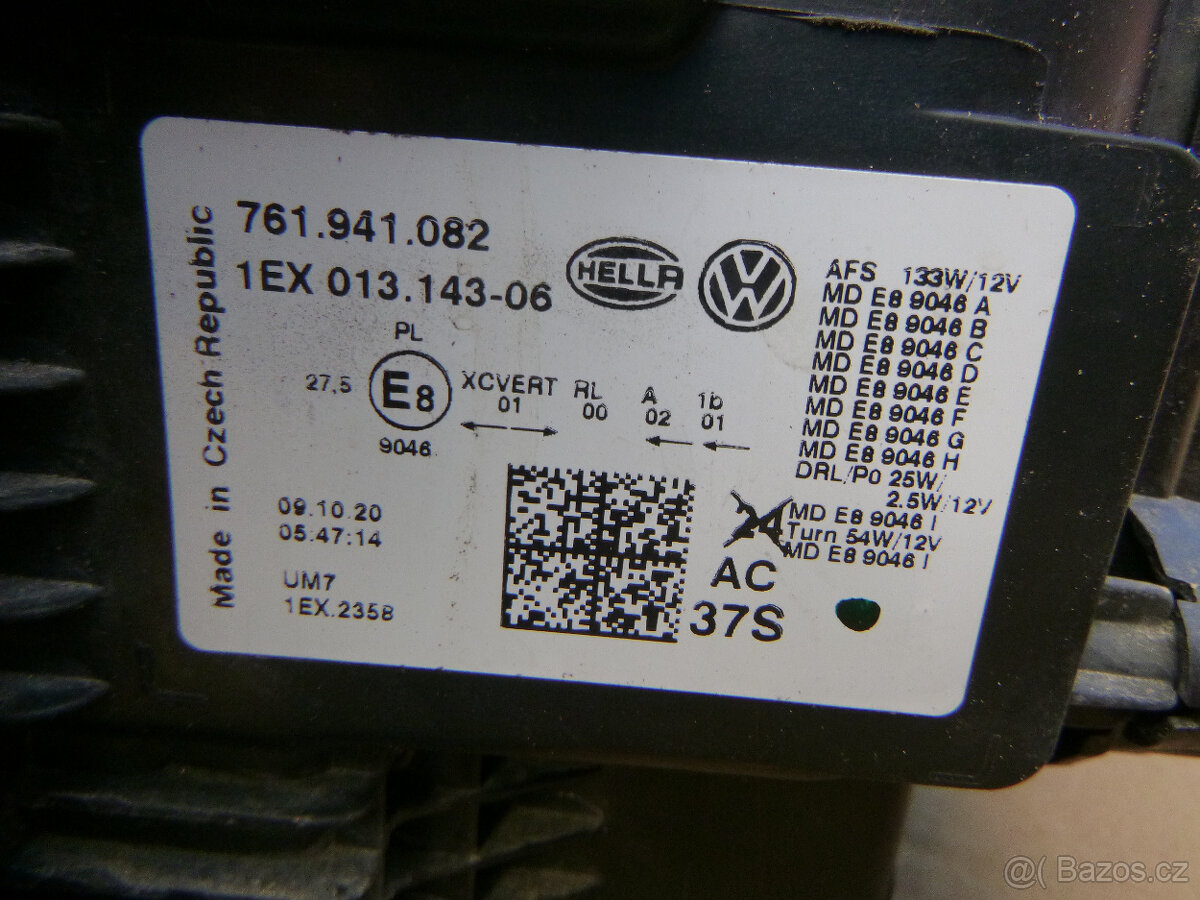 Made in Czech Republic
761.941.082
1EX 013.143-06
HELLA
PL
27,5 E8 XCVERT RL A 1b
01 00 02 01
9046
09.10.20
05:47:14
UM7
1EX.2358
AFS 133W/12V
MD E8 9046 A
MD E8 9046 B
MD E8 9046 C
MD E8 9046 D
MD E8 9046 E
MD E8 9046 F
MD E8 9046 G
MD E8 9046 H
DRL/P0 25W/
2.5W/12V
MD E8 9046 I
Turn 54W/12V
MD E8 9046 I
24
AC
37S
@( Bazos.cz